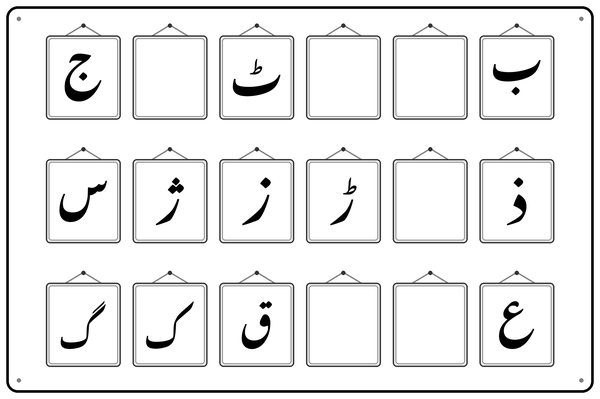 ب ٹ ج
ذ ڑ ز ژ س
ع ق ک گ